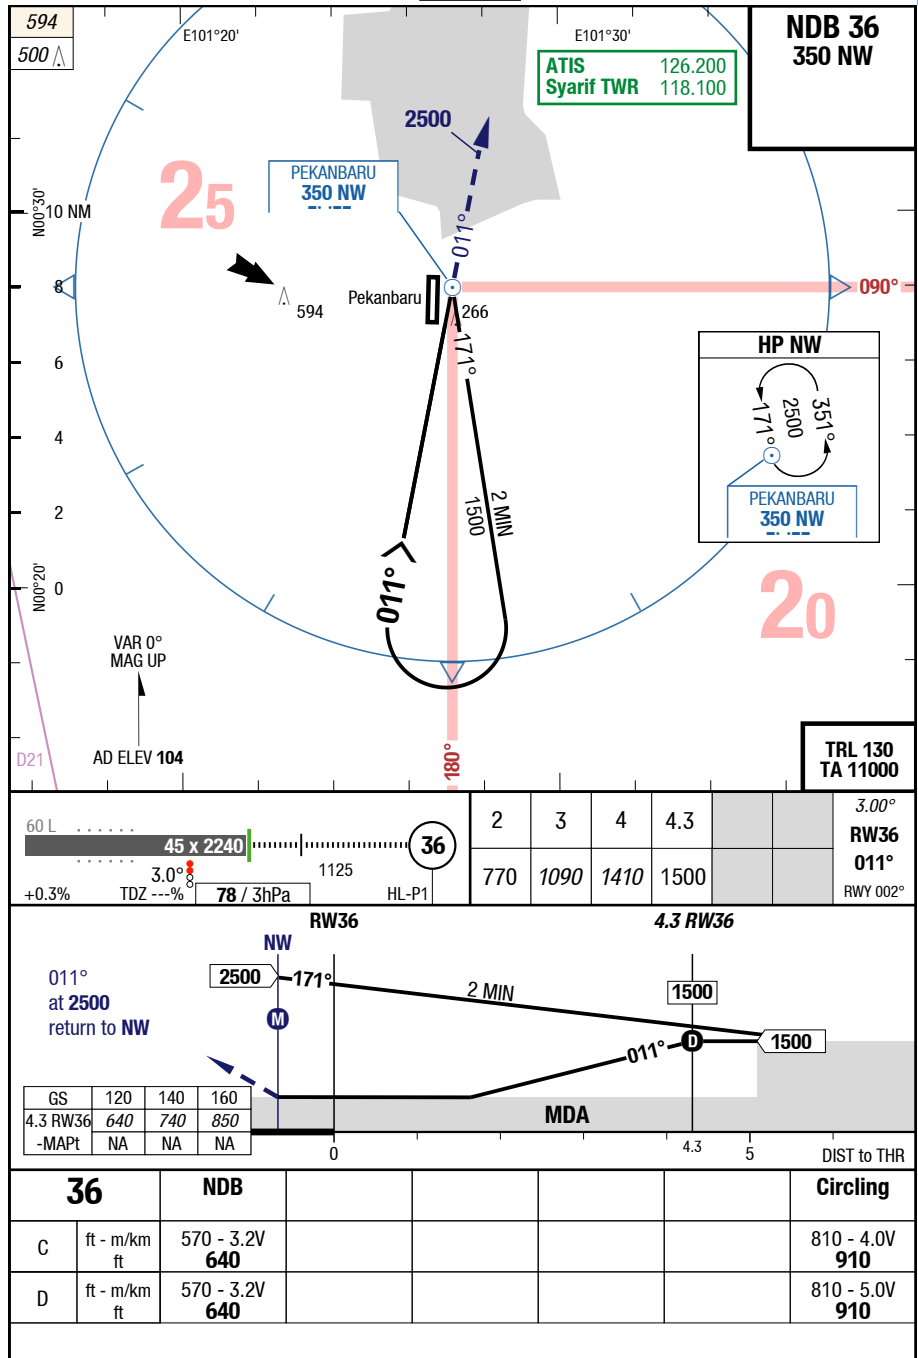 594
500
E101°20'
E101°30'
NDB 36
350 NW
ATIS 126.200
Syarif TWR 118.100
2500
PEKANBARU
350 NW
25
N00°30'
10 NM
011°
8
594
Pekanbaru
266
090°
171°
HP NW
6
171°
2500
351°
4
PEKANBARU
350 NW
2
2 MIN
1500
N00°20'
0
011°
20
VAR 0°
MAG UP
D21
AD ELEV 104
180°
TRL 130
TA 11000
60 L
45 x 2240
36
3.0°
1125
+0.3%
TDZ ---%
78 / 3hPa
HL-P1
2 3 4 4.3
770 1090 1410 1500
3.00°
RW36
011°
RWY 002°
RW36
4.3 RW36
NW
011°
at 2500
return to NW
2500
171°
2 MIN
1500
M
D
1500
011°
MDA
GS 120 140 160
4.3 RW36 640 740 850
-MAPt NA NA NA
0
4.3
5
DIST to THR
36 NDB Circling
C ft - m/km 570 - 3.2V 810 - 4.0V
ft 640 910
D ft - m/km 570 - 3.2V 810 - 5.0V
ft 640 910